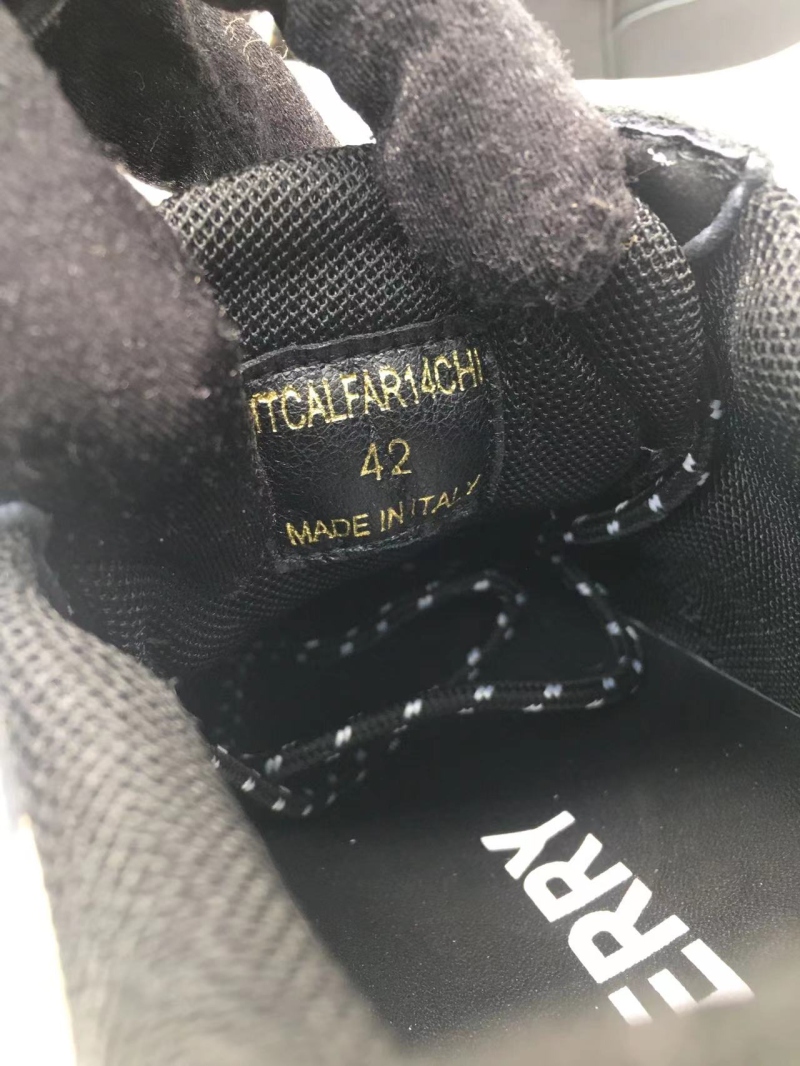 ITCALFAR14CHI
42
MADE IN ITALY
ERRY